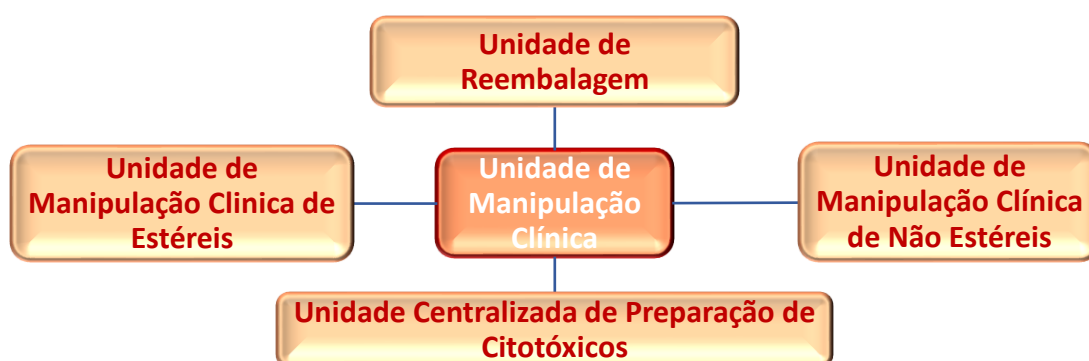 Unidade de
Reembalagem
Unidade de
Manipulação Clinica de
Estéreis
Unidade de
Manipulação
Clínica
Unidade de
Manipulação Clínica
de Não Estéreis
Unidade Centralizada de Preparação de
Citotóxicos